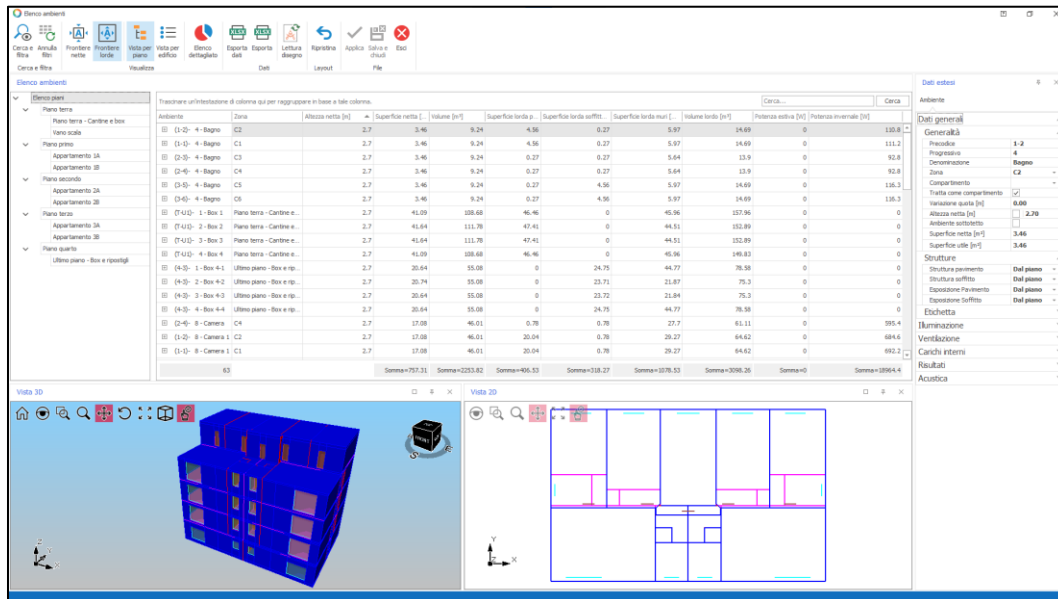 Elenco ambienti
Cerca e filtra Annulla filtri Frontiere nette Frontiere lorde Vista per piano Vista per edificio Elenco dettagliato Esporta dati Esporta Lettura disegno Ripristina Applica Salva e chiudi Esci
Cerca e filtra Visualizza Dati Layout File
Elenco ambienti
Elenco piani
Piano terra
Piano terra - Cantine e box
Vano scala
Piano primo
Appartamento 1A
Appartamento 1B
Piano secondo
Appartamento 2A
Appartamento 2B
Piano terzo
Appartamento 3A
Appartamento 3B
Piano quarto
Ultimo piano - Box e ripostigli
Trascinare un'intestazione di colonna qui per raggruppare in base a tale colonna.
Cerca... Cerca
Ambiente Zona Altezza netta [m] Superficie netta [... Volume [m³] Superficie lorda p... Superficie lorda soffitt... Superficie lorda muri [... Volume lordo [m³] Potenza estiva [W] Potenza invernale [W]
(1-2)- 4 - Bagno C2 2.7 3.46 9.24 4.56 0.27 5.97 14.69 0 110.8
(1-1)- 4 - Bagno C1 2.7 3.46 9.24 4.56 0.27 5.97 14.69 0 111.2
(2-3)- 4 - Bagno C3 2.7 3.46 9.24 0.27 0.27 5.64 13.9 0 92.8
(2-4)- 4 - Bagno C4 2.7 3.46 9.24 0.27 0.27 5.64 13.9 0 92.8
(3-5)- 4 - Bagno C5 2.7 3.46 9.24 0.27 4.56 5.97 14.69 0 116.3
(3-6)- 4 - Bagno C6 2.7 3.46 9.24 0.27 4.56 5.97 14.69 0 116.3
(T-U1)- 1 - Box 1 Piano terra - Cantine e... 2.7 41.09 108.68 46.46 0 45.96 157.96 0 0
(T-U1)- 2 - Box 2 Piano terra - Cantine e... 2.7 41.64 111.78 47.41 0 44.51 152.89 0 0
(T-U1)- 3 - Box 3 Piano terra - Cantine e... 2.7 41.64 111.78 47.41 0 44.51 152.89 0 0
(T-U1)- 4 - Box 4 Piano terra - Cantine e... 2.7 41.09 108.68 46.46 0 45.96 149.83 0 0
(4-3)- 1 - Box 4-1 Ultimo piano - Box e rip... 2.7 20.64 55.08 0 24.75 44.77 78.58 0 0
(4-3)- 2 - Box 4-2 Ultimo piano - Box e rip... 2.7 20.74 55.08 0 23.71 21.87 75.3 0 0
(4-3)- 3 - Box 4-3 Ultimo piano - Box e rip... 2.7 20.64 55.08 0 23.72 21.84 75.3 0 0
(4-3)- 4 - Box 4-4 Ultimo piano - Box e rip... 2.7 20.64 55.08 0 24.75 44.77 78.58 0 0
(2-4)- 8 - Camera C4 2.7 17.08 46.01 0.78 0.78 27.7 61.11 0 595.4
(1-2)- 8 - Camera 1 C2 2.7 17.08 46.01 20.04 0.78 29.27 64.62 0 684.6
(1-1)- 8 - Camera 1 C1 2.7 17.08 46.01 20.04 0.78 29.27 64.62 0 692.2
63 Somma=757.31 Somma=2253.82 Somma=406.53 Somma=318.27 Somma=1078.53 Somma=3098.26 Somma=0 Somma=18964.4
Dati estesi
Ambiente
Dati generali
Generalità
Precodice 1-2
Progressivo 4
Denominazione Bagno
Zona C2
Compartimento
Tratta come compartimento
Variazione quota [m] 0.00
Altezza netta [m] 2.70
Ambiente sottotetto
Superficie netta [m²] 3.46
Superficie utile [m²] 3.46
Strutture
Struttura pavimento Dal piano
Struttura soffitto Dal piano
Esposizione Pavimento Dal piano
Esposizione Soffitto Dal piano
Etichetta
Illuminazione
Ventilazione
Carichi interni
Risultati
Acustica
Vista 3D
FRONT
S E
Z
Y
X
Vista 2D
Y
Z X